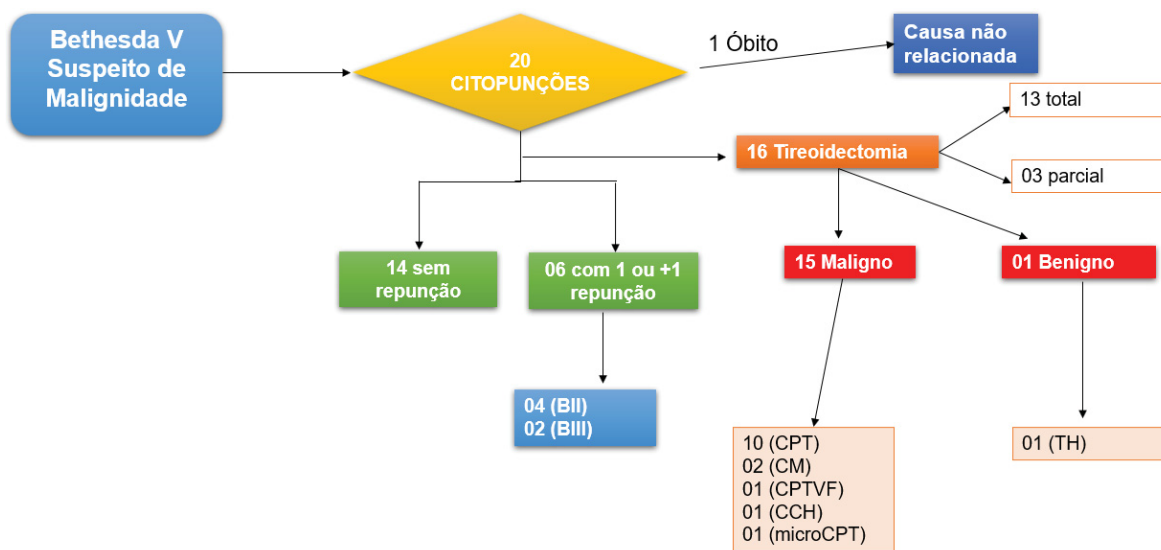 Bethesda V
Suspeito de
Malignidade
20
CITOPUNÇÕES
1 Óbito
Causa não
relacionada
16 Tireoidectomia
13 total
03 parcial
14 sem
repunção
06 com 1 ou +1
repunção
15 Maligno
01 Benigno
04 (BII)
02 (BIII)
10 (CPT)
02 (CM)
01 (CPTVF)
01 (CCH)
01 (microCPT)
01 (TH)